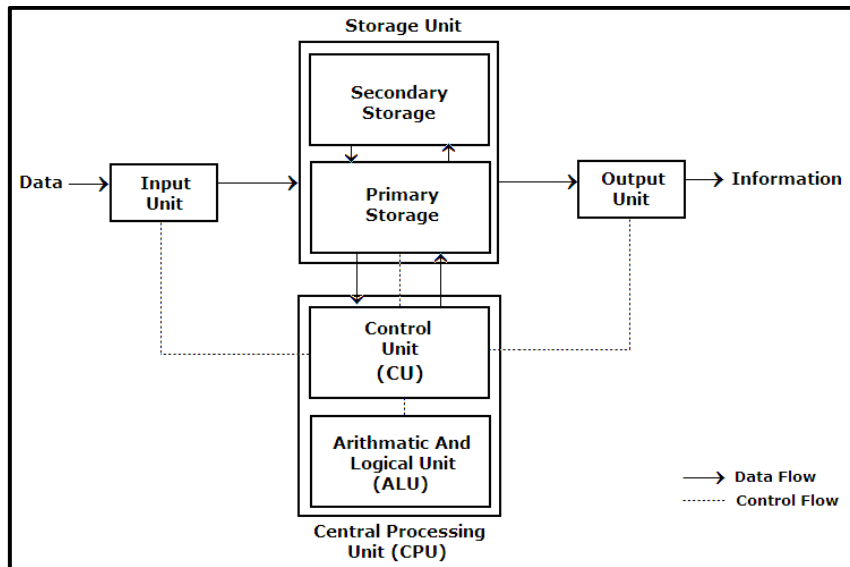 Storage Unit
Secondary
Storage
Data
Input
Unit
Primary
Storage
Output
Unit
Information
Control
Unit
(CU)
Arithmatic And
Logical Unit
(ALU)
Central Processing
Unit (CPU)
Data Flow
Control Flow